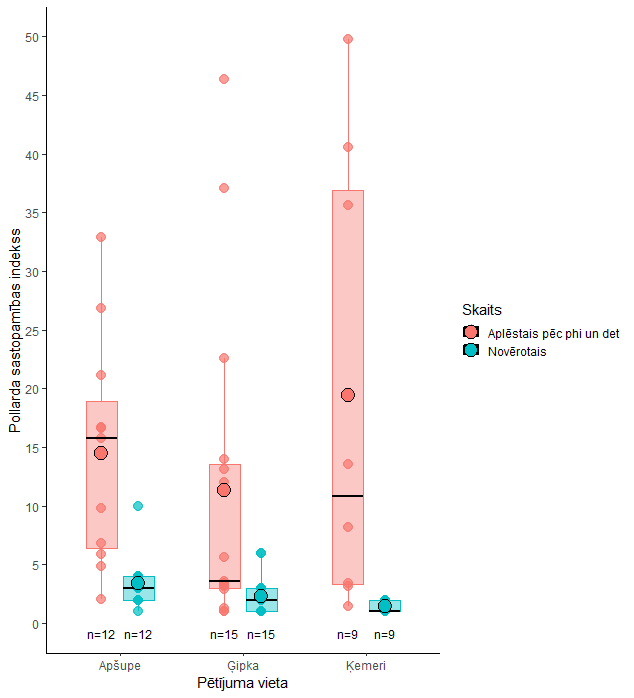 Pollarda sastopamības indekss
50
45
40
35
30
25
20
15
10
5
0
n=12 n=12 n=15 n=15 n=9 n=9
Apšupe Ģipka Ķemeri
Pētījuma vieta
Skaits
Aplēstais pēc phi un det
Novērotais